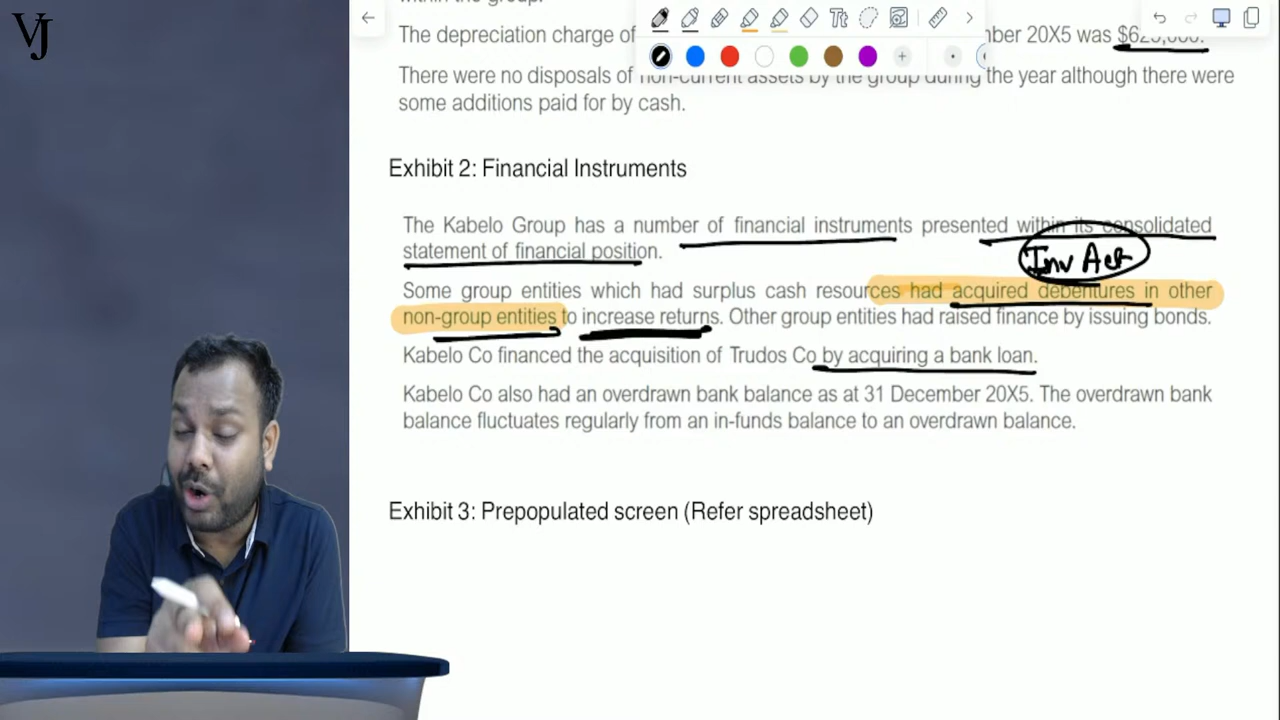 VJ
within the group.
The depreciation charge of mber 20X5 was
There were no disposals of non-current assets by the group during the year although there were
some additions paid for by cash.
Exhibit 2: Financial Instruments
The Kabelo Group has a number of financial instruments presented within its consolidated
statement of financial position.
Inv Act
Some group entities which had surplus cash resources had acquired debentures in other
non-group entities to increase returns. Other group entities had raised finance by issuing bonds.
Kabelo Co financed the acquisition of Trudos Co by acquiring a bank loan.
Kabelo Co also had an overdrawn bank balance as at 31 December 20X5. The overdrawn bank
balance fluctuates regularly from an in-funds balance to an overdrawn balance.
Exhibit 3: Prepopulated screen (Refer spreadsheet)